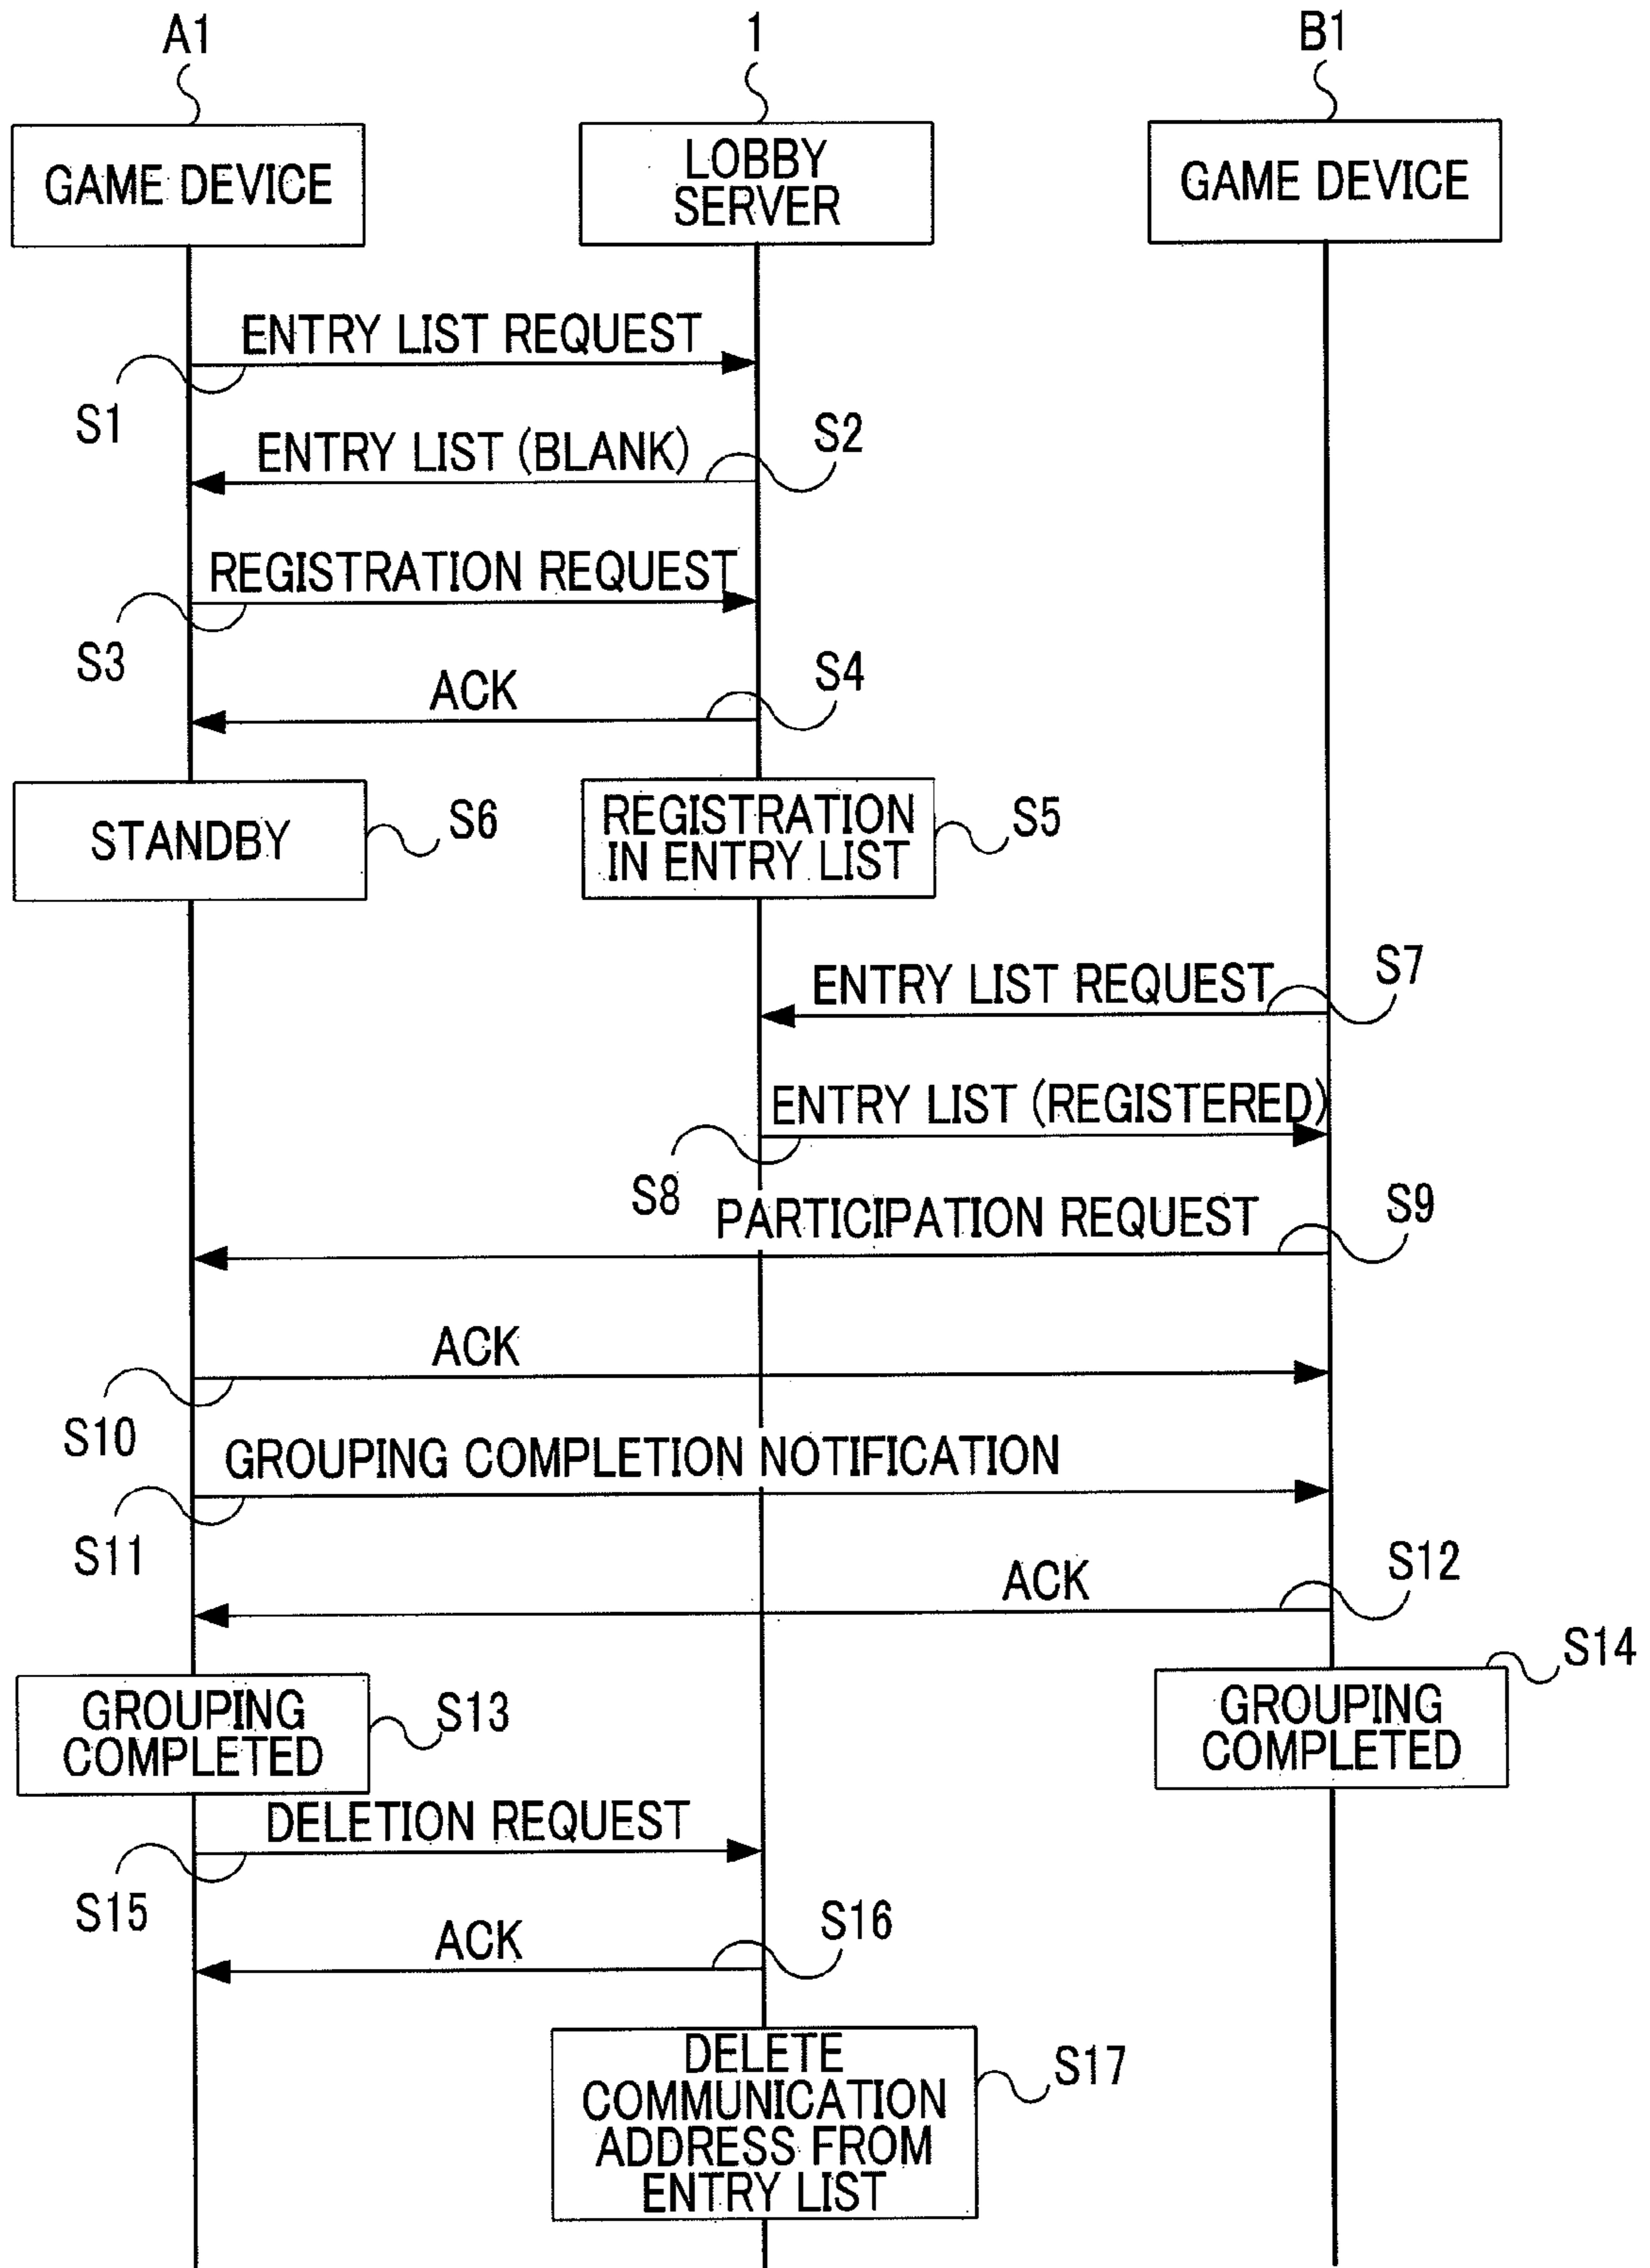 A1
1
B1
GAME DEVICE
LOBBY
SERVER
GAME DEVICE
ENTRY LIST REQUEST
S1
ENTRY LIST (BLANK)
S2
REGISTRATION REQUEST
S3
ACK
S4
STANDBY
S6
REGISTRATION
IN ENTRY LIST
S5
ENTRY LIST REQUEST
S7
ENTRY LIST (REGISTERED)
S8
PARTICIPATION REQUEST
S9
ACK
S10
GROUPING COMPLETION NOTIFICATION
S11
ACK
S12
GROUPING
COMPLETED
S13
GROUPING
COMPLETED
S14
DELETION REQUEST
S15
ACK
S16
DELETE
COMMUNICATION
ADDRESS FROM
ENTRY LIST
S17